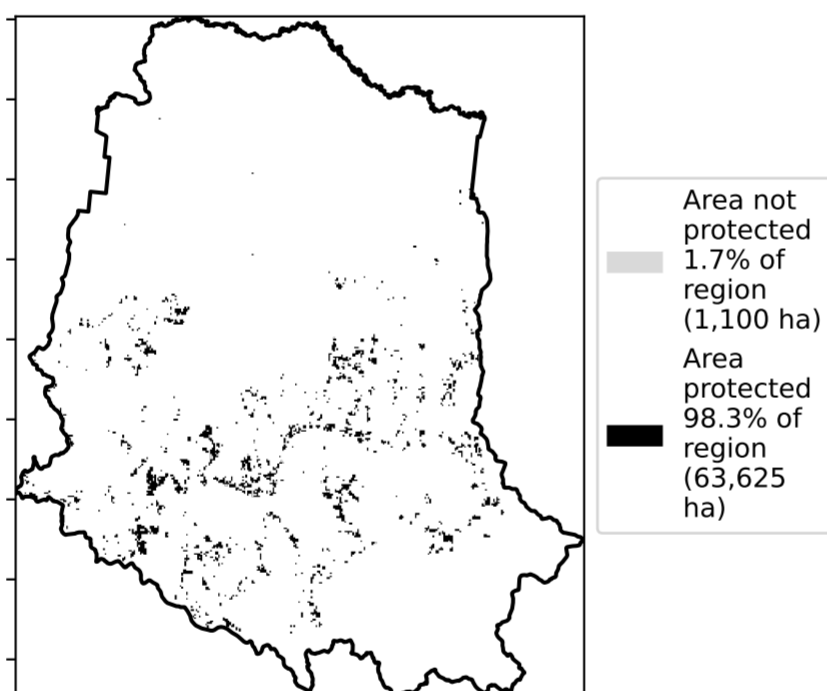 Area not
protected
1.7% of
region
(1,100 ha)
Area
protected
98.3% of
region
(63,625
ha)